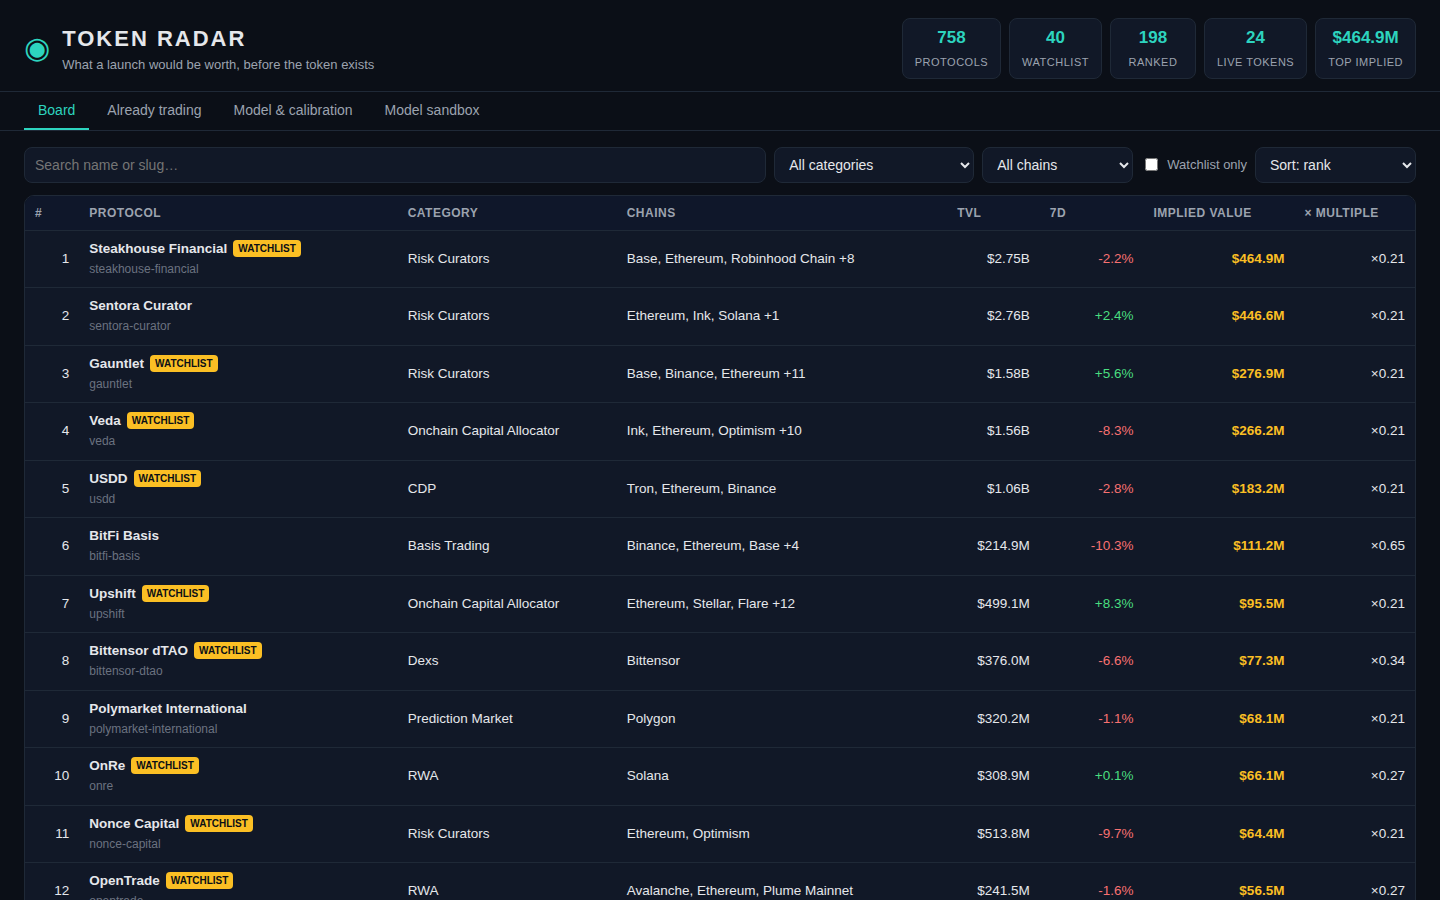 TOKEN RADAR
What a launch would be worth, before the token exists
758
PROTOCOLS
40
WATCHLIST
198
RANKED
24
LIVE TOKENS
$464.9M
TOP IMPLIED
Board Already trading Model & calibration Model sandbox
Search name or slug… All categories All chains Watchlist only Sort: rank
# PROTOCOL CATEGORY CHAINS TVL 7D IMPLIED VALUE × MULTIPLE
1 Steakhouse Financial WATCHLIST Risk Curators Base, Ethereum, Robinhood Chain +8 $2.75B -2.2% $464.9M ×0.21
steakhouse-financial
2 Sentora Curator Risk Curators Ethereum, Ink, Solana +1 $2.76B +2.4% $446.6M ×0.21
sentora-curator
3 Gauntlet WATCHLIST Risk Curators Base, Binance, Ethereum +11 $1.58B +5.6% $276.9M ×0.21
gauntlet
4 Veda WATCHLIST Onchain Capital Allocator Ink, Ethereum, Optimism +10 $1.56B -8.3% $266.2M ×0.21
veda
5 USDD WATCHLIST CDP Tron, Ethereum, Binance $1.06B -2.8% $183.2M ×0.21
usdd
6 BitFi Basis Basis Trading Binance, Ethereum, Base +4 $214.9M -10.3% $111.2M ×0.65
bitfi-basis
7 Upshift WATCHLIST Onchain Capital Allocator Ethereum, Stellar, Flare +12 $499.1M +8.3% $95.5M ×0.21
upshift
8 Bittensor dTAO WATCHLIST Dexs Bittensor $376.0M -6.6% $77.3M ×0.34
bittensor-dtao
9 Polymarket International Prediction Market Polygon $320.2M -1.1% $68.1M ×0.21
polymarket-international
10 OnRe WATCHLIST RWA Solana $308.9M +0.1% $66.1M ×0.27
onre
11 Nonce Capital WATCHLIST Risk Curators Ethereum, Optimism $513.8M -9.7% $64.4M ×0.21
nonce-capital
12 OpenTrade WATCHLIST RWA Avalanche, Ethereum, Plume Mainnet $241.5M -1.6% $56.5M ×0.27